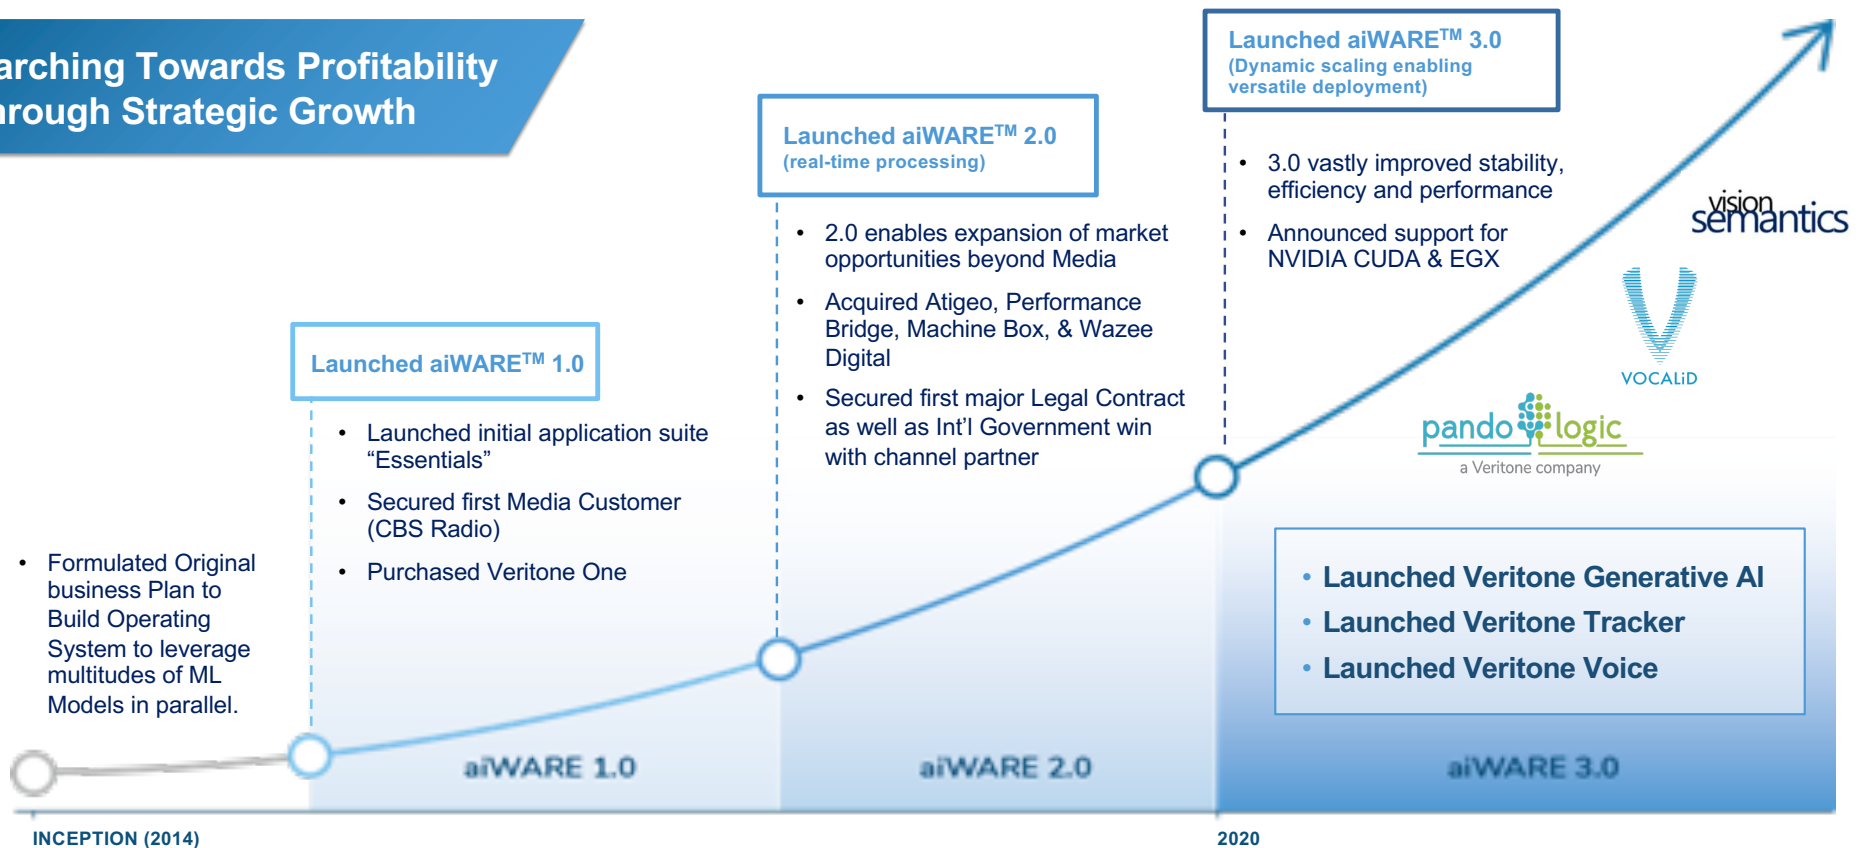 arching Towards Profitability
hrough Strategic Growth
Launched aiWARE™ 3.0
(Dynamic scaling enabling
versatile deployment)
Launched aiWARE™ 2.0
(real-time processing)
• 3.0 vastly improved stability,
efficiency and performance
• Announced support for
NVIDIA CUDA & EGX
vision
semantics
VOCALiD
pando logic
a Veritone company
• 2.0 enables expansion of market
opportunities beyond Media
• Acquired Atigeo, Performance
Bridge, Machine Box, & Wazee
Digital
• Secured first major Legal Contract
as well as Int'l Government win
with channel partner
Launched aiWARE™ 1.0
• Launched initial application suite
“Essentials”
• Secured first Media Customer
(CBS Radio)
• Purchased Veritone One
• Formulated Original
business Plan to
Build Operating
System to leverage
multitudes of ML
Models in parallel.
• Launched Veritone Generative AI
• Launched Veritone Tracker
• Launched Veritone Voice
aiWARE 1.0
aiWARE 2.0
aiWARE 3.0
INCEPTION (2014)
2020